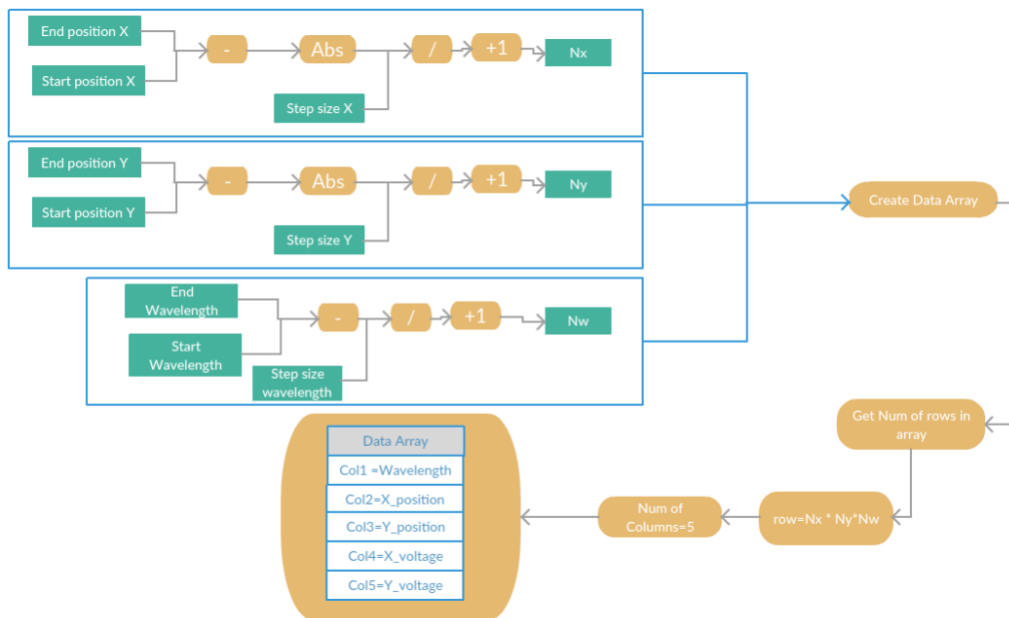 End position X
Start position X
-
Abs
/
+1
Nx
Step size X
End position Y
Start position Y
-
Abs
/
+1
Ny
Step size Y
Create Data Array
End
Wavelength
Start
Wavelength
-
/
+1
Nw
Step size
wavelength
Get Num of rows in
array
row=Nx * Ny*Nw
Num of
Columns=5
Data Array
Col1 =Wavelength
Col2=X_position
Col3=Y_position
Col4=X_voltage
Col5=Y_voltage